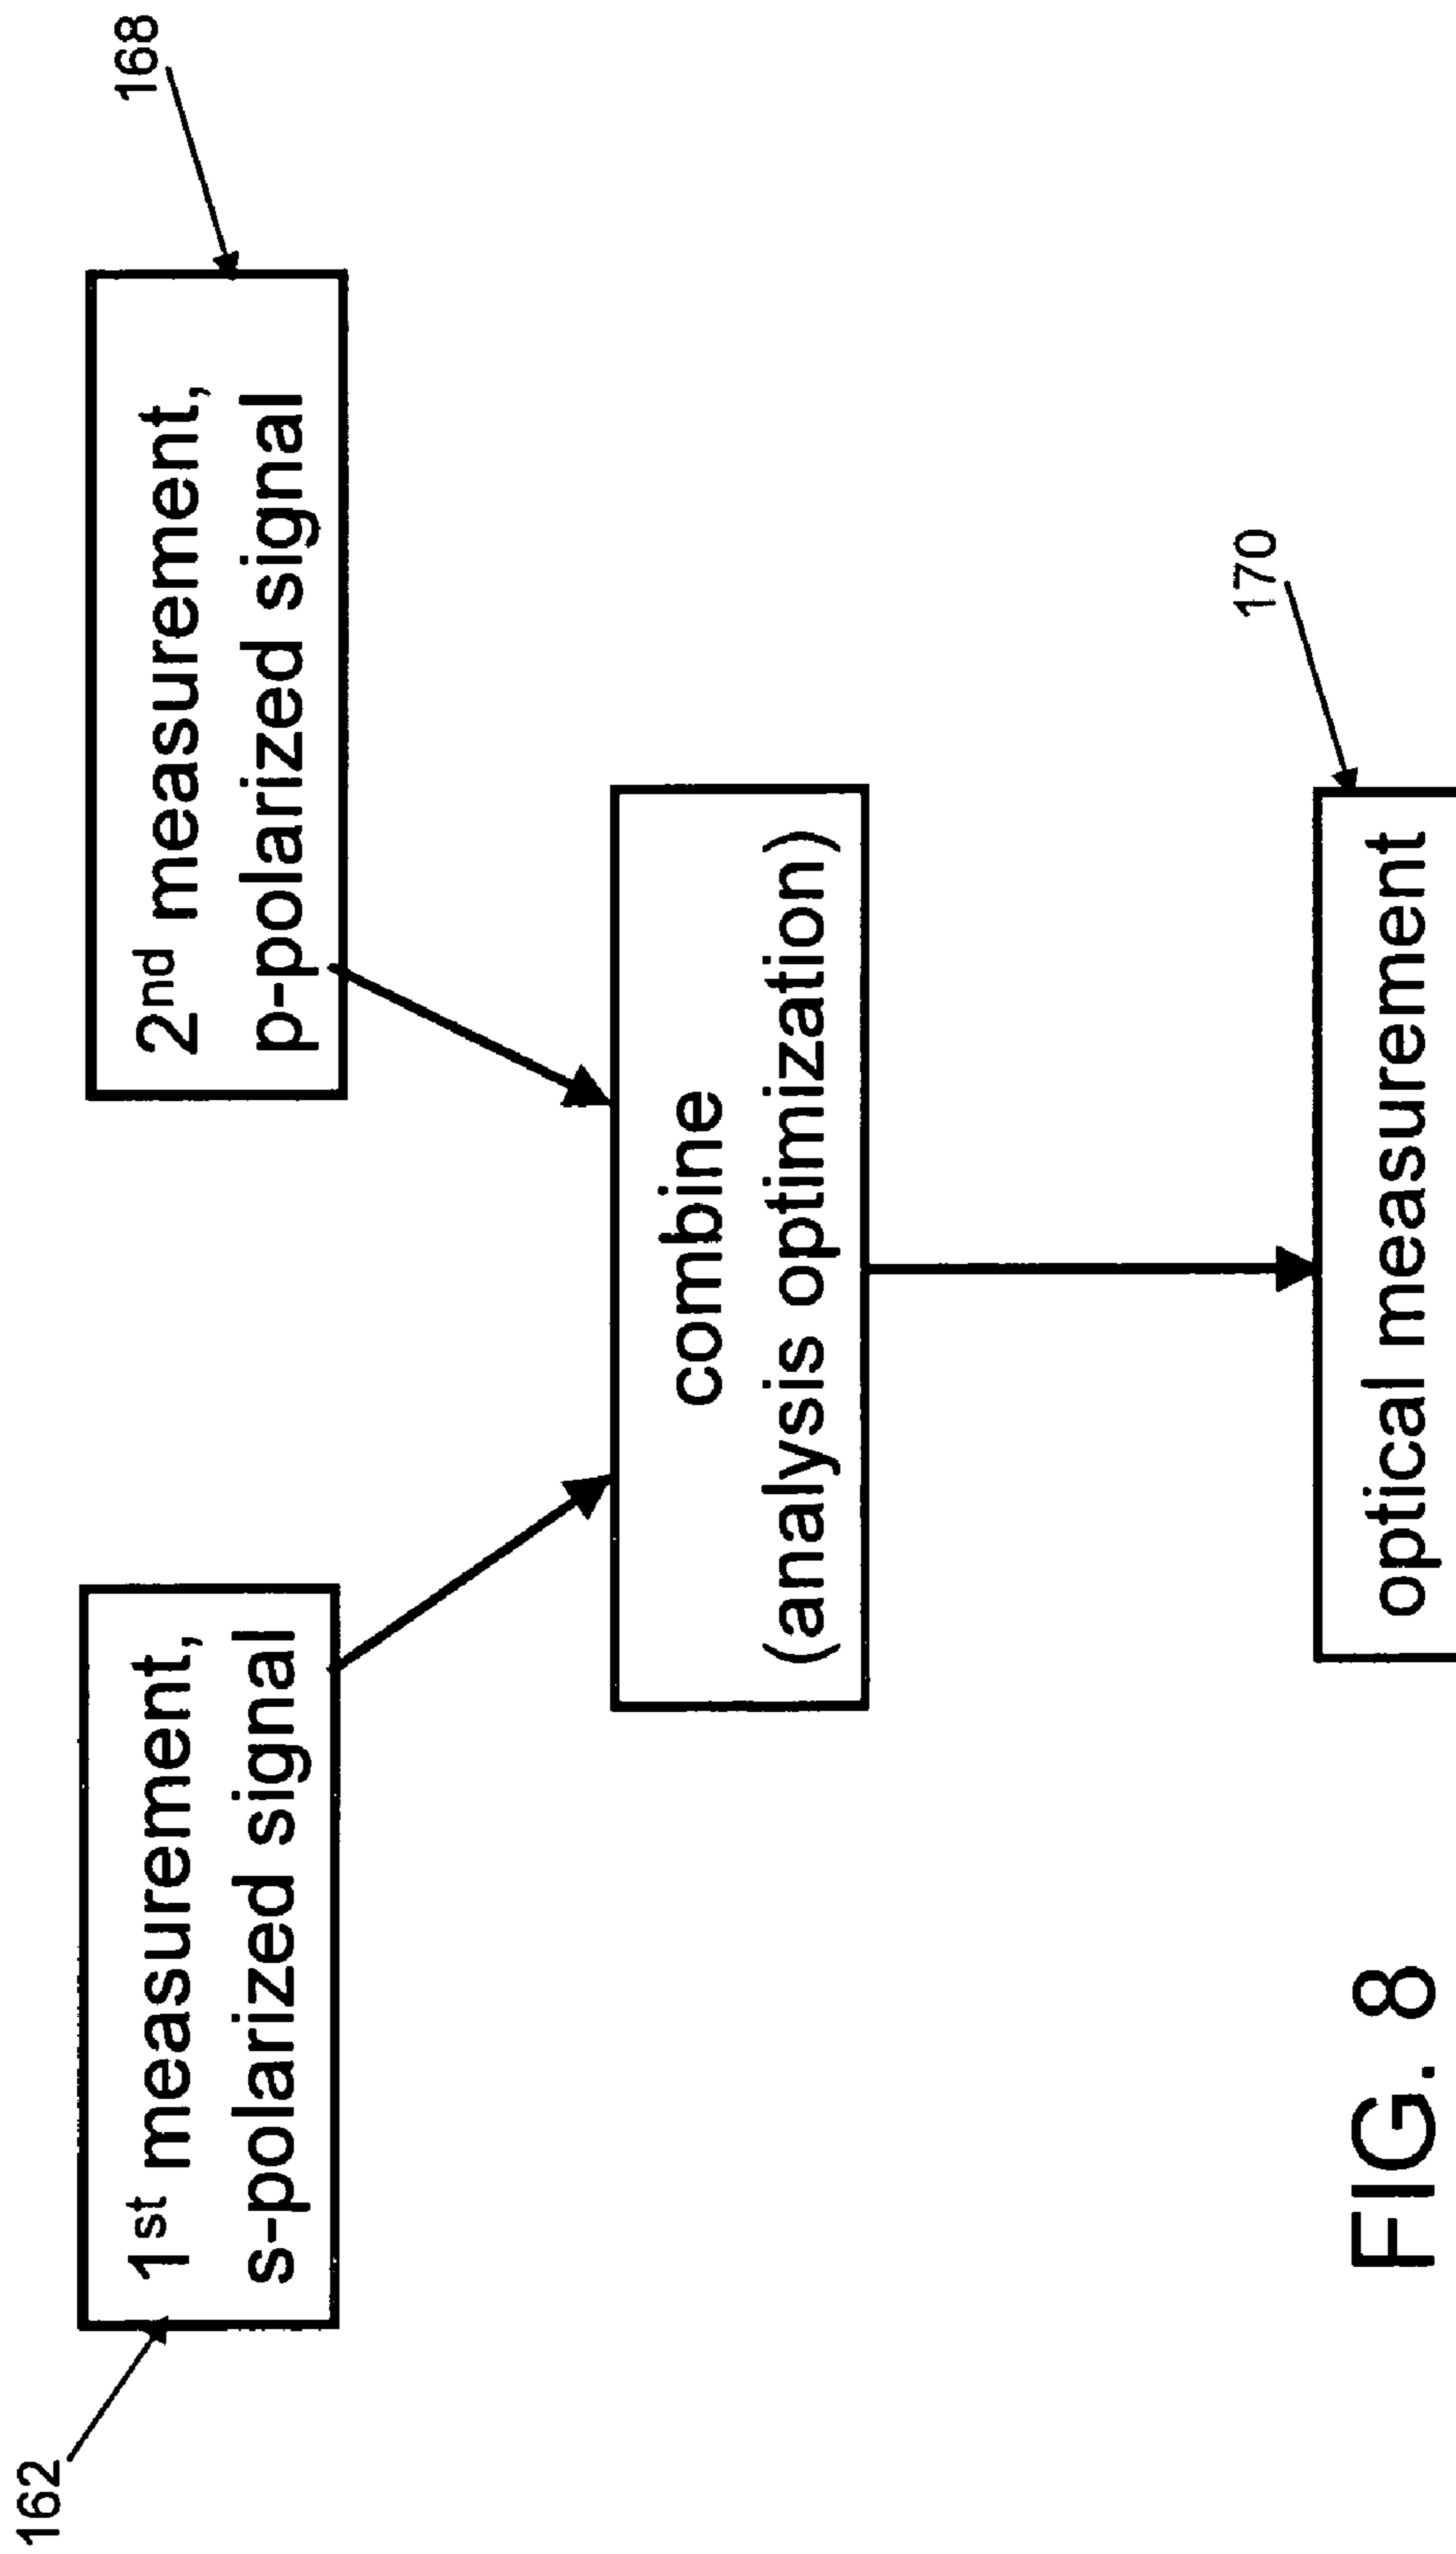 162
1st measurement,
s-polarized signal
168
2nd measurement,
p-polarized signal
combine
(analysis optimization)
170
optical measurement
FIG. 8